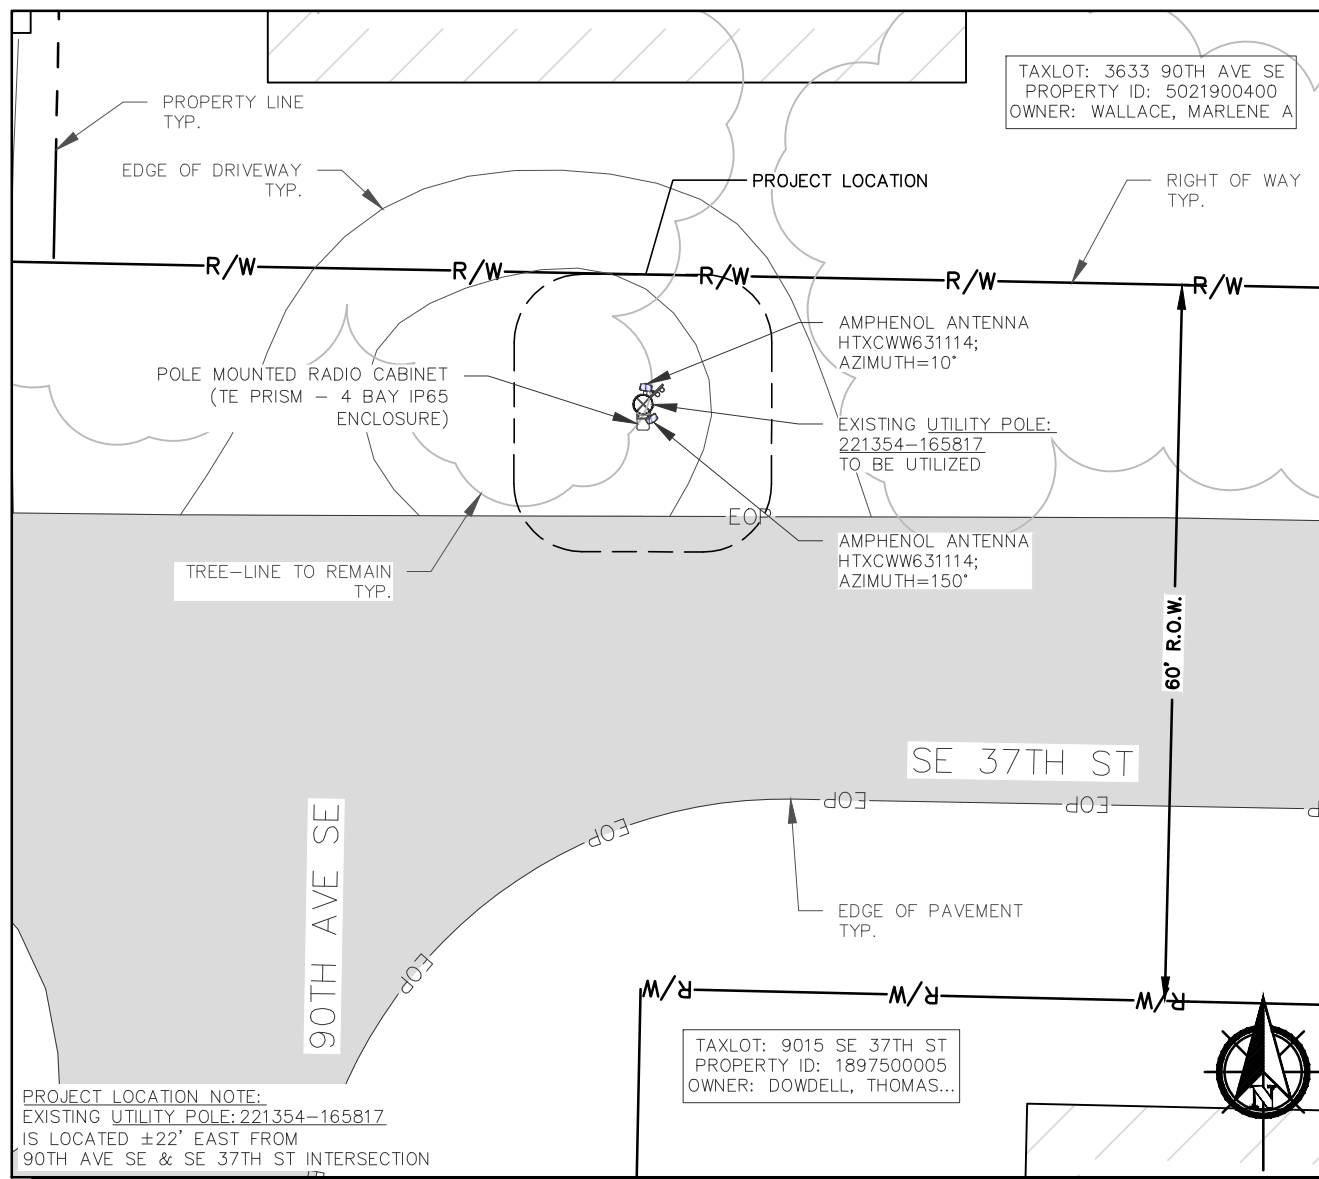 TAXLOT: 3633 90TH AVE SE
PROPERTY ID: 5021900400
OWNER: WALLACE, MARLENE A
PROPERTY LINE
TYP.
EDGE OF DRIVEWAY
TYP.
PROJECT LOCATION
RIGHT OF WAY
TYP.
R/W
R/W
R/W
R/W
R/W
AMPHENOL ANTENNA
HTXCWW631114;
AZIMUTH=10°
POLE MOUNTED RADIO CABINET
(TE PRISM – 4 BAY IP65
ENCLOSURE)
EXISTING UTILITY POLE:
221354–165817
TO BE UTILIZED
EOP
AMPHENOL ANTENNA
HTXCWW631114;
AZIMUTH=150°
TREE–LINE TO REMAIN
TYP.
60' R.O.W.
SE 37TH ST
EOP
EOP
EOP
90TH AVE SE
EDGE OF PAVEMENT
TYP.
EOP
R/W
R/W
R/W
TAXLOT: 9015 SE 37TH ST
PROPERTY ID: 1897500005
OWNER: DOWDELL, THOMAS...
N
PROJECT LOCATION NOTE:
EXISTING UTILITY POLE: 221354–165817
IS LOCATED ±22' EAST FROM
90TH AVE SE & SE 37TH ST INTERSECTION